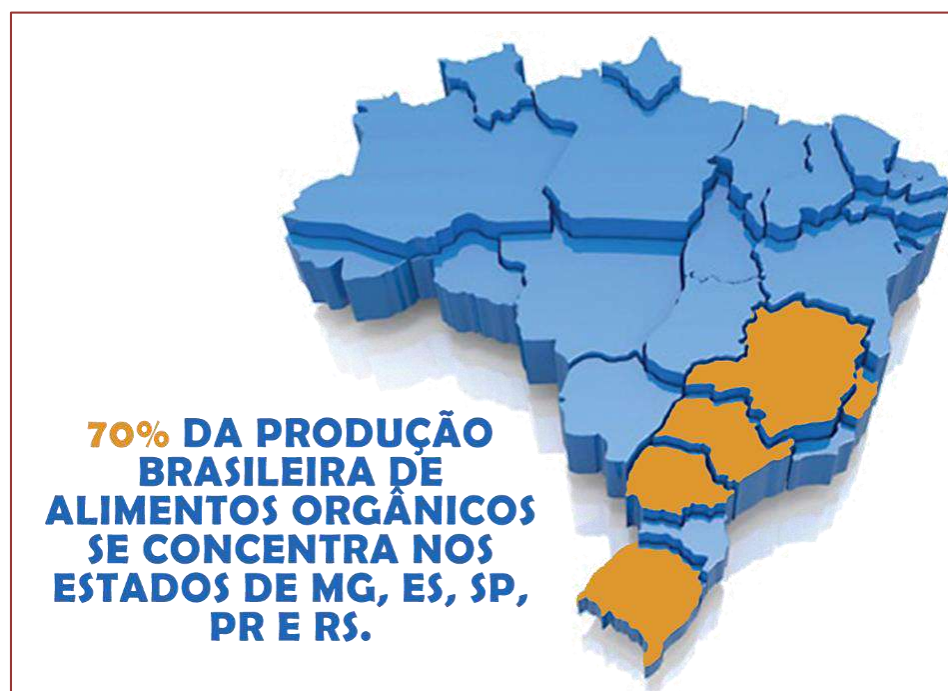 70% DA PRODUÇÃO
BRASILEIRA DE
ALIMENTOS ORGÂNICOS
SE CONCENTRA NOS
ESTADOS DE MG, ES, SP,
PR E RS.